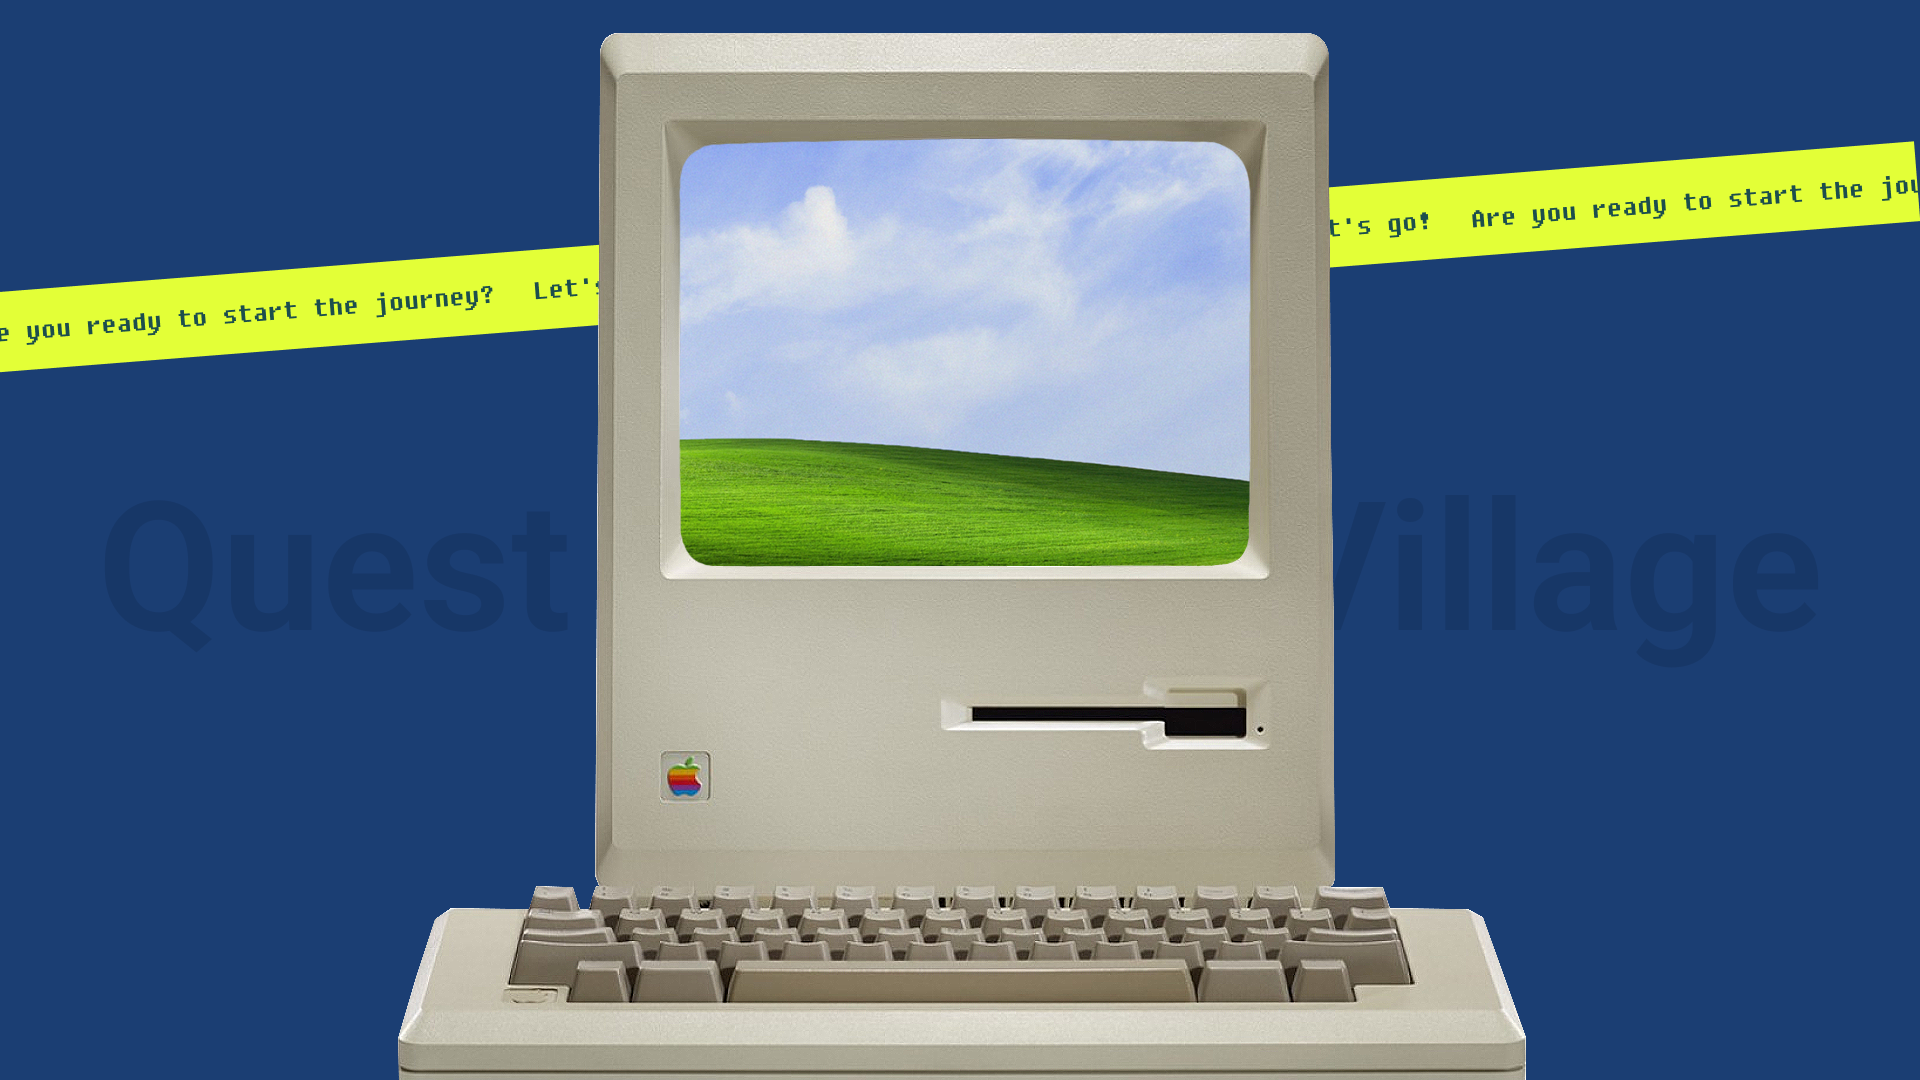 t's go! Are you ready to start the jou
e you ready to start the journey? Let's
Quest Village